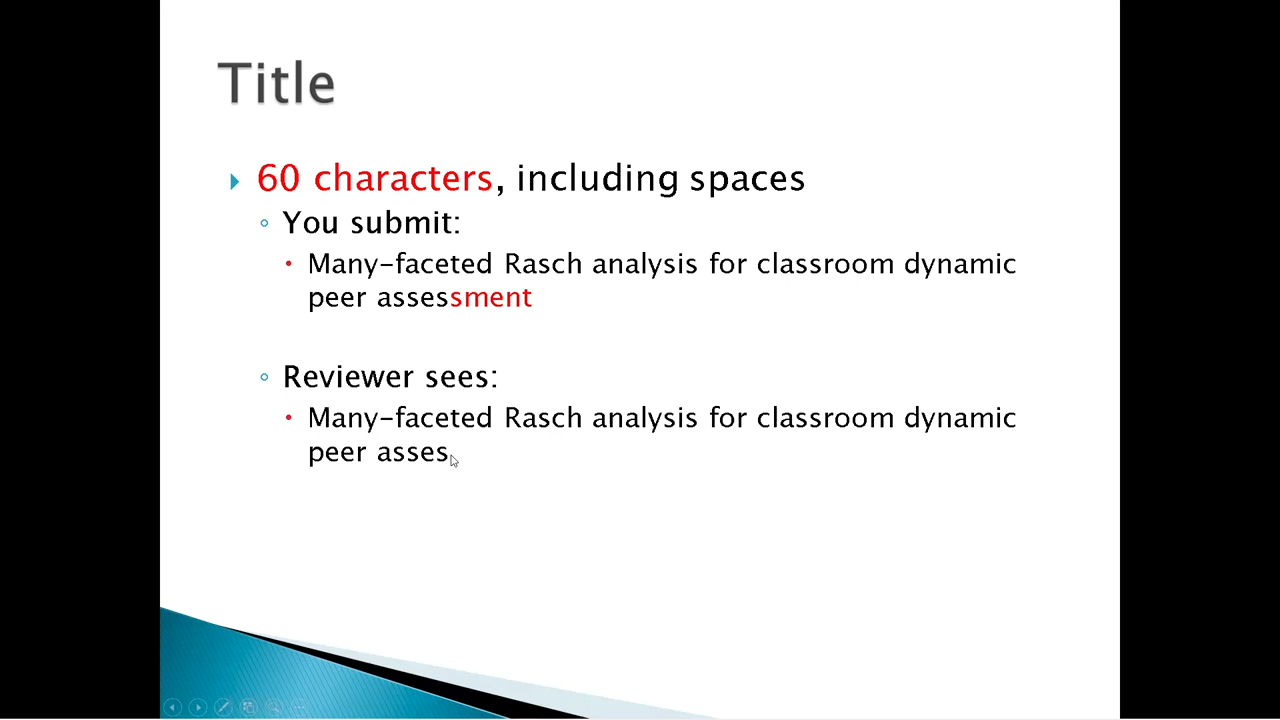 Title
60 characters, including spaces
You submit:
Many-faceted Rasch analysis for classroom dynamic
peer assessment
Reviewer sees:
Many-faceted Rasch analysis for classroom dynamic
peer asses